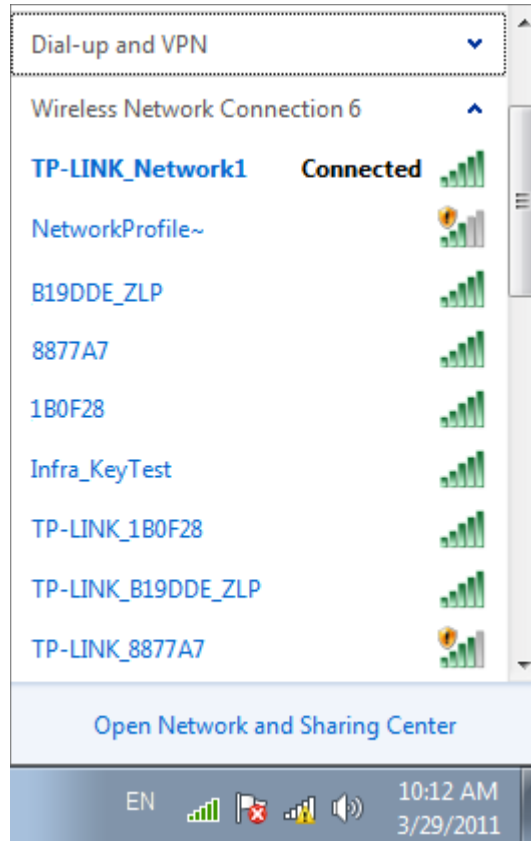 Dial-up and VPN
Wireless Network Connection 6
TP-LINK_Network1 Connected
NetworkProfile~
B19DDE_ZLP
8877A7
1B0F28
Infra_KeyTest
TP-LINK_1B0F28
TP-LINK_B19DDE_ZLP
TP-LINK_8877A7
Open Network and Sharing Center
EN 10:12 AM
3/29/2011